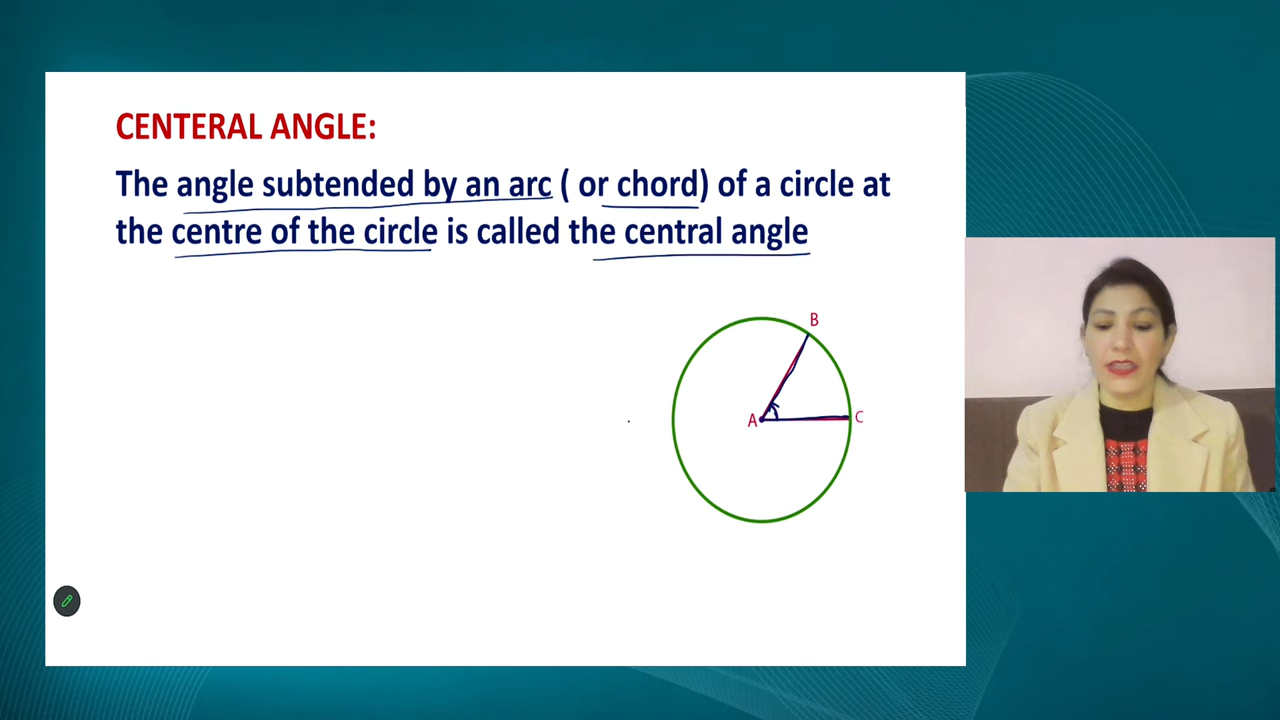 CENTERAL ANGLE:
The angle subtended by an arc ( or chord) of a circle at
the centre of the circle is called the central angle
B
A
C